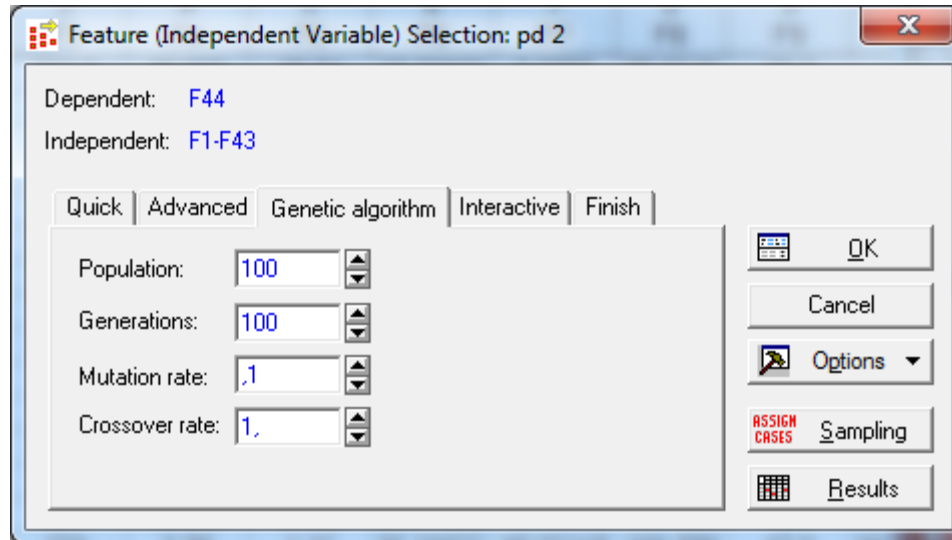 Feature (Independent Variable) Selection: pd 2
Dependent: F44
Independent: F1-F43
Quick Advanced Genetic algorithm Interactive Finish
Population: 100
Generations: 100
Mutation rate: ,1
Crossover rate: 1,
OK
Cancel
Options
ASSIGN
CASES
Sampling
Results